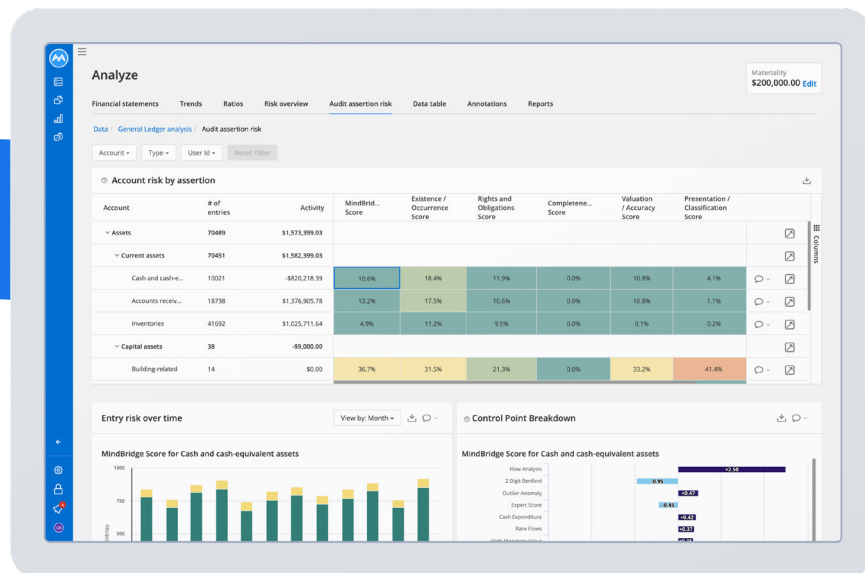 Analyze
Materiality
$200,000.00 Edit
Financial statements Trends Ratios Risk overview Audit assertion risk Data table Annotations Reports
Data / General Ledger analysis / Audit assertion risk
Account Type User Id Reset Filter
Account risk by assertion
Account # of entries Activity MindBrid... Score Existence / Occurrence Score Rights and Obligations Score Completene... Score Valuation / Accuracy Score Presentation / Classification Score
Columns
Assets 70489 $1,573,399.03
Current assets 70451 $1,582,399.03
Cash and cash-e... 10021 -$820,218.39 10.6% 18.4% 11.9% 0.0% 10.8% 4.1%
Accounts receiv... 18738 $1,376,905.78 12.2% 17.5% 10.6% 0.0% 10.8% 1.1%
Inventories 41692 $1,025,711.64 4.9% 11.2% 9.5% 0.0% 0.1% 0.2%
Capital assets 38 -$9,000.00
Building-related 14 $0.00 36.7% 31.5% 21.3% 0.0% 33.2% 41.4%
Entry risk over time View by: Month
MindBridge Score for Cash and cash-equivalent assets
1000
750
500
Control Point Breakdown
MindBridge Score for Cash and cash-equivalent assets
Flow Analysis +2.50
2 Digit Benford -0.95
Outlier Anomaly +0.47
Expert Score -0.45
Cash Expenditure +0.42
Rare Flows +0.37